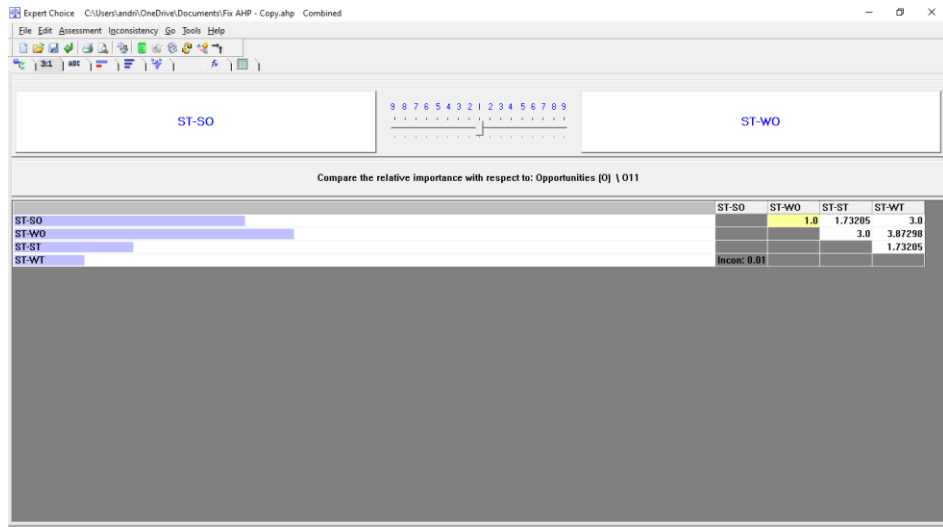 Expert Choice C:\Users\andri\OneDrive\Documents\Fix AHP - Copy.ahp Combined
File Edit Assessment Inconsistency Go Tools Help
3:1 ABC
ST-SO
9 8 7 6 5 4 3 2 1 2 3 4 5 6 7 8 9
ST-WO
Compare the relative importance with respect to: Opportunities (O) \ O11
ST-SO ST-WO ST-ST ST-WT
ST-SO 1.0 1.73205 3.0
ST-WO 3.0 3.87298
ST-ST 1.73205
ST-WT Incon: 0.01